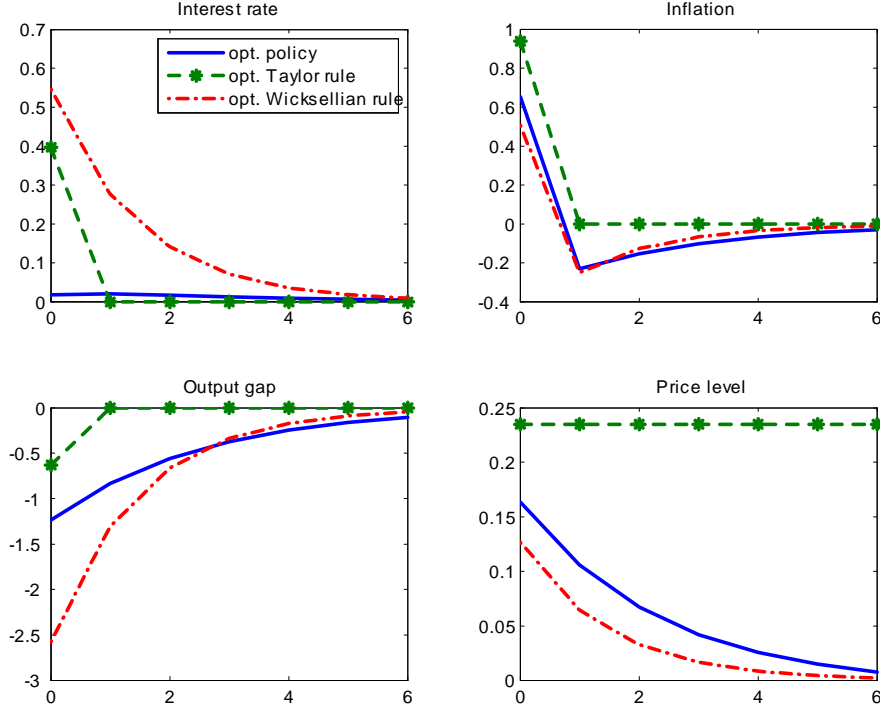 Interest rate
0.7
0.6
0.5
0.4
0.3
0.2
0.1
0
0 2 4 6
opt. policy
opt. Taylor rule
opt. Wicksellian rule
Inflation
1
0.8
0.6
0.4
0.2
0
-0.2
-0.4
0 2 4 6
Output gap
0
-0.5
-1
-1.5
-2
-2.5
-3
0 2 4 6
Price level
0.25
0.2
0.15
0.1
0.05
0
0 2 4 6